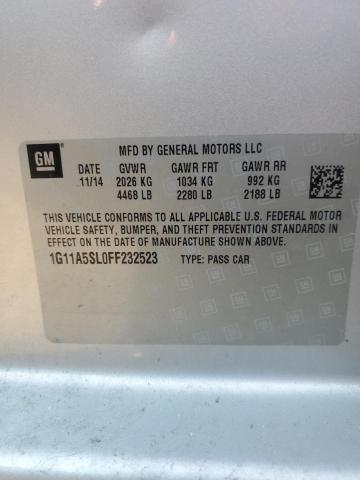 GM
MFD BY GENERAL MOTORS LLC
DATE GVWR GAWR FRT GAWR RR
11/14 2026 KG 1034 KG 992 KG
4468 LB 2280 LB 2188 LB
THIS VEHICLE CONFORMS TO ALL APPLICABLE U.S. FEDERAL MOTOR
VEHICLE SAFETY, BUMPER, AND THEFT PREVENTION STANDARDS
IN EFFECT ON THE DATE OF MANUFACTURE SHOWN ABOVE.
1G11A5SL0FF232523 TYPE: PASS CAR